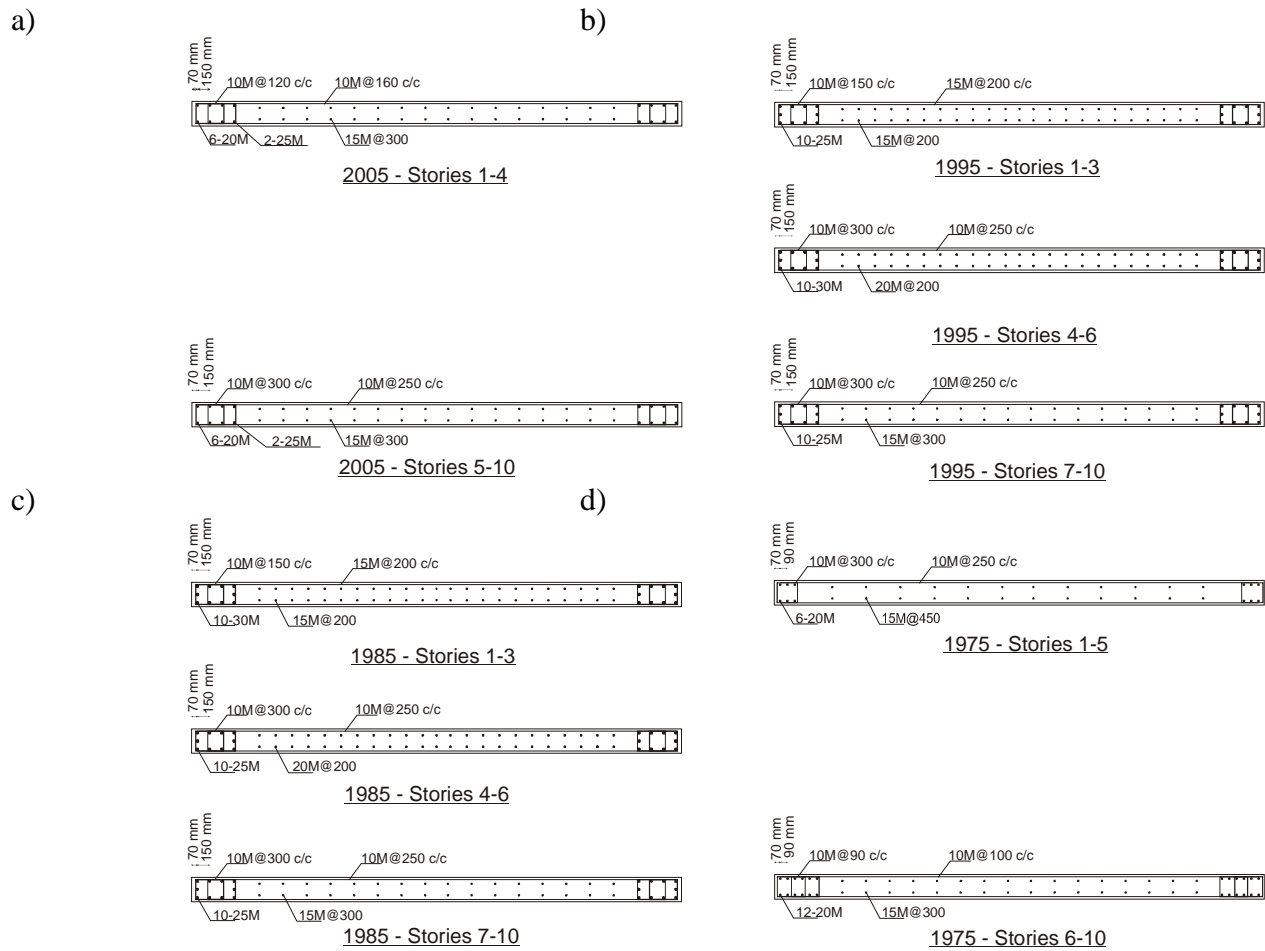 a)
70 mm
150 mm
10M@120 c/c
10M@160 c/c
6-20M
2-25M
15M@300
2005 - Stories 1-4
70 mm
150 mm
10M@300 c/c
10M@250 c/c
6-20M
2-25M
15M@300
2005 - Stories 5-10
b)
70 mm
150 mm
10M@150 c/c
15M@200 c/c
10-25M
15M@200
1995 - Stories 1-3
70 mm
150 mm
10M@300 c/c
10M@250 c/c
10-30M
20M@200
1995 - Stories 4-6
70 mm
150 mm
10M@300 c/c
10M@250 c/c
10-25M
15M@300
1995 - Stories 7-10
c)
70 mm
150 mm
10M@150 c/c
15M@200 c/c
10-30M
15M@200
1985 - Stories 1-3
70 mm
150 mm
10M@300 c/c
10M@250 c/c
10-25M
20M@200
1985 - Stories 4-6
70 mm
150 mm
10M@300 c/c
10M@250 c/c
10-25M
15M@300
1985 - Stories 7-10
d)
70 mm
90 mm
10M@300 c/c
10M@250 c/c
6-20M
15M@450
1975 - Stories 1-5
70 mm
90 mm
10M@90 c/c
10M@100 c/c
12-20M
15M@300
1975 - Stories 6-10